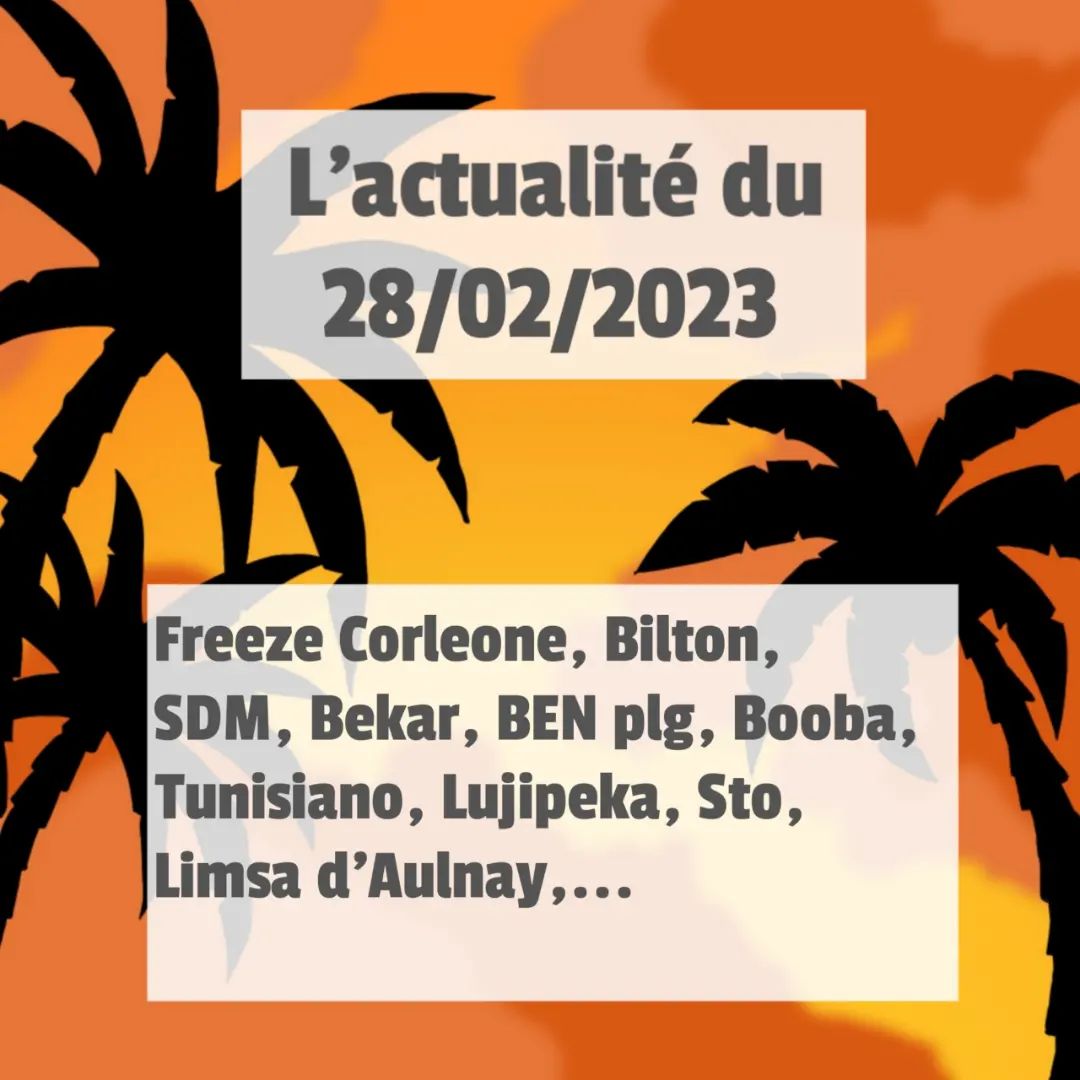 L’actualité du
28/02/2023
Freeze Corleone, Bilton,
SDM, Bekar, BEN plg, Booba,
Tunisiano, Lujipeka, Sto,
Limsa d’Aulnay,...